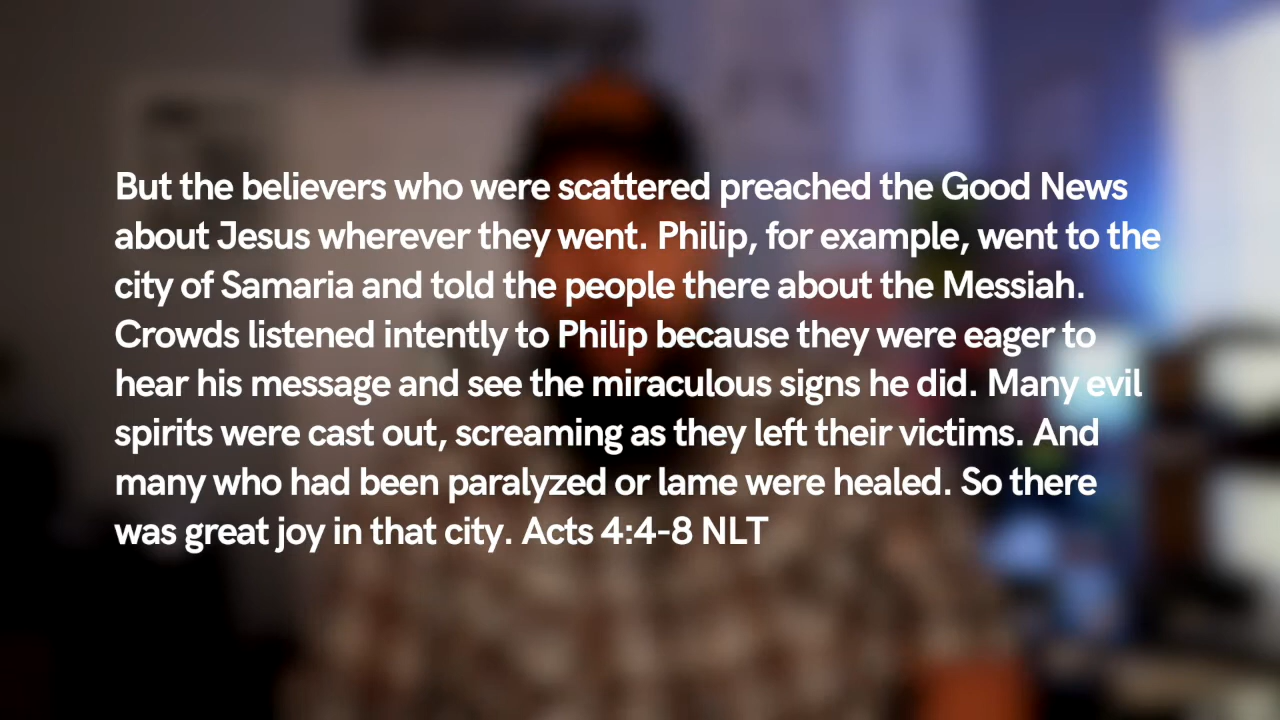 But the believers who were scattered preached the Good News
about Jesus wherever they went. Philip, for example, went to the
city of Samaria and told the people there about the Messiah.
Crowds listened intently to Philip because they were eager to
hear his message and see the miraculous signs he did. Many evil
spirits were cast out, screaming as they left their victims. And
many who had been paralyzed or lame were healed. So there
was great joy in that city. Acts 4:4-8 NLT